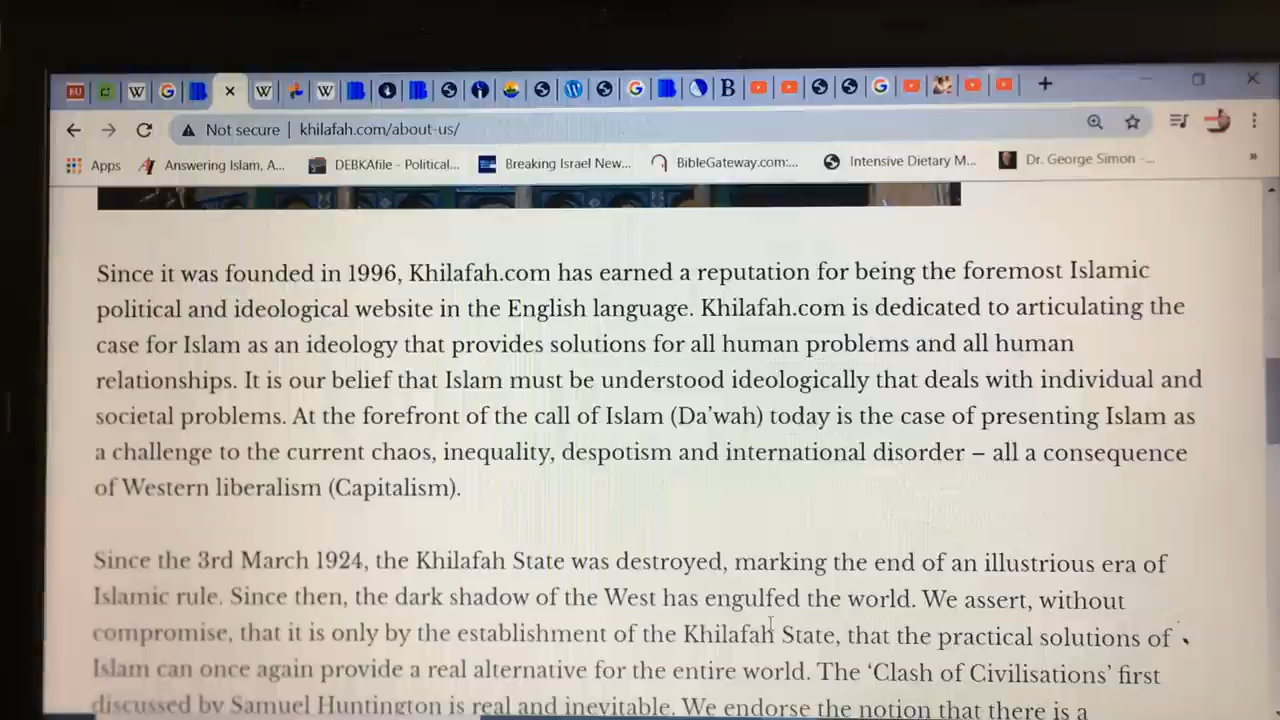 Not secure | khilafah.com/about-us/
Apps Answering Islam, A... DEBKAfile - Political... Breaking Israel New... BibleGateway.com:... Intensive Dietary M... Dr. George Simon -... »
Since it was founded in 1996, Khilafah.com has earned a reputation for being the foremost Islamic
political and ideological website in the English language. Khilafah.com is dedicated to articulating the
case for Islam as an ideology that provides solutions for all human problems and all human
relationships. It is our belief that Islam must be understood ideologically that deals with individual and
societal problems. At the forefront of the call of Islam (Da’wah) today is the case of presenting Islam as
a challenge to the current chaos, inequality, despotism and international disorder – all a consequence
of Western liberalism (Capitalism).
Since the 3rd March 1924, the Khilafah State was destroyed, marking the end of an illustrious era of
Islamic rule. Since then, the dark shadow of the West has engulfed the world. We assert, without
compromise, that it is only by the establishment of the Khilafah State, that the practical solutions of
Islam can once again provide a real alternative for the entire world. The ‘Clash of Civilisations’ first
discussed by Samuel Huntington is real and inevitable. We endorse the notion that there is a